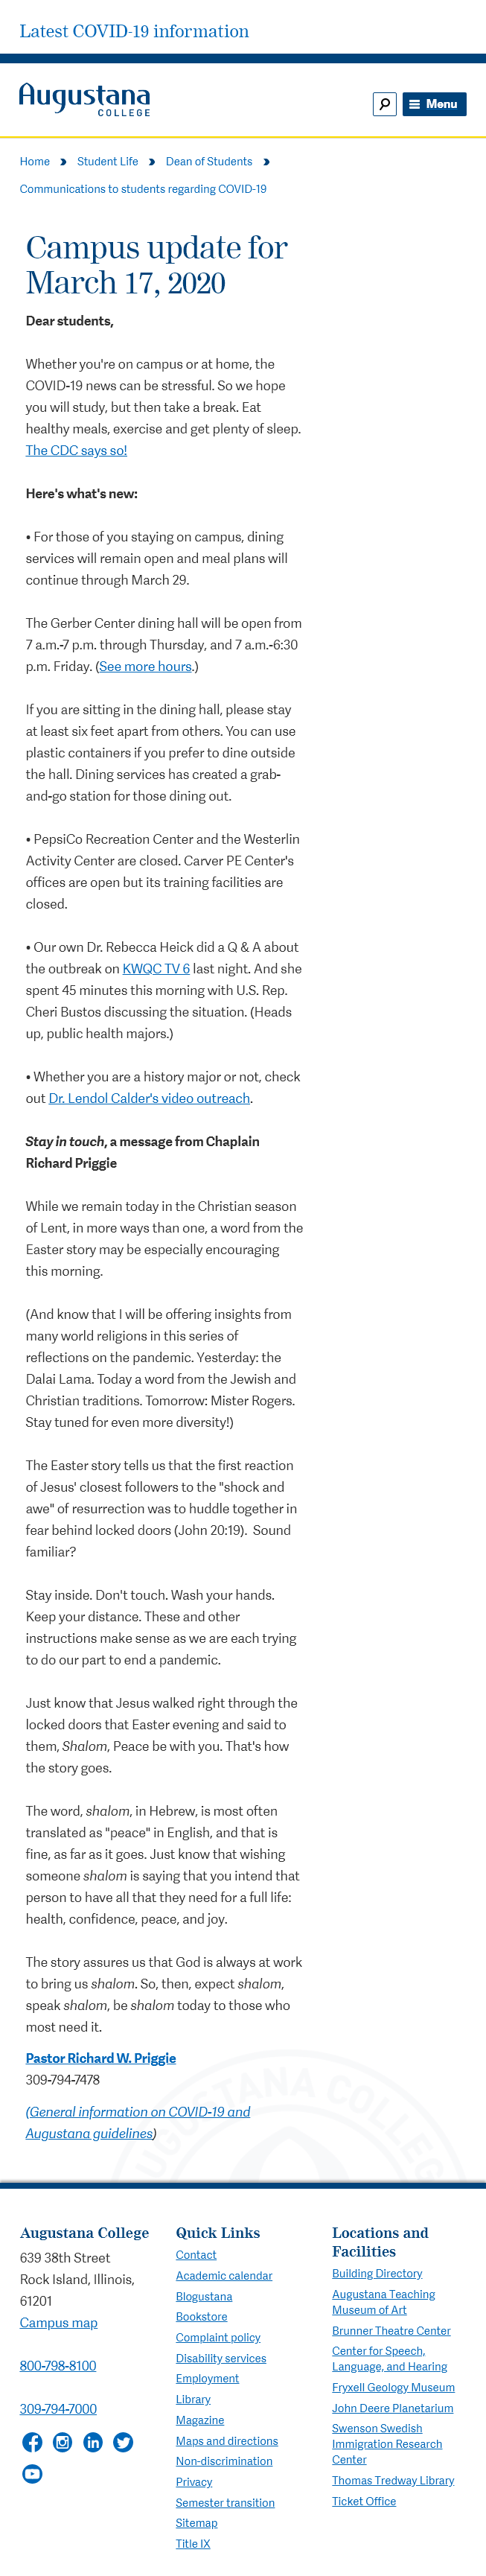 Latest COVID-19 information
Augustana
COLLEGE
Menu
Home
Student Life
Dean of Students
Communications to students regarding COVID-19
Campus update for
March 17, 2020
Dear students,
Whether you're on campus or at home, the
COVID-19 news can be stressful. So we hope
you will study, but then take a break. Eat
healthy meals, exercise and get plenty of sleep.
The CDC says so!
Here's what's new:
• For those of you staying on campus, dining
services will remain open and meal plans will
continue through March 29.
The Gerber Center dining hall will be open from
7 a.m.-7 p.m. through Thursday, and 7 a.m.-6:30
p.m. Friday. (See more hours.)
If you are sitting in the dining hall, please stay
at least six feet apart from others. You can use
plastic containers if you prefer to dine outside
the hall. Dining services has created a grab-
and-go station for those dining out.
• PepsiCo Recreation Center and the Westerlin
Activity Center are closed. Carver PE Center's
offices are open but its training facilities are
closed.
• Our own Dr. Rebecca Heick did a Q & A about
the outbreak on KWQC TV 6 last night. And she
spent 45 minutes this morning with U.S. Rep.
Cheri Bustos discussing the situation. (Heads
up, public health majors.)
• Whether you are a history major or not, check
out Dr. Lendol Calder's video outreach.
Stay in touch, a message from Chaplain
Richard Priggie
While we remain today in the Christian season
of Lent, in more ways than one, a word from the
Easter story may be especially encouraging
this morning.
(And know that I will be offering insights from
many world religions in this series of
reflections on the pandemic. Yesterday: the
Dalai Lama. Today a word from the Jewish and
Christian traditions. Tomorrow: Mister Rogers.
Stay tuned for even more diversity!)
The Easter story tells us that the first reaction
of Jesus' closest followers to the "shock and
awe" of resurrection was to huddle together in
fear behind locked doors (John 20:19).  Sound
familiar?
Stay inside. Don't touch. Wash your hands.
Keep your distance. These and other
instructions make sense as we are each trying
to do our part to end a pandemic.
Just know that Jesus walked right through the
locked doors that Easter evening and said to
them, Shalom, Peace be with you. That's how
the story goes.
The word, shalom, in Hebrew, is most often
translated as "peace" in English, and that is
fine, as far as it goes. Just know that wishing
someone shalom is saying that you intend that
person to have all that they need for a full life:
health, confidence, peace, and joy.
The story assures us that God is always at work
to bring us shalom. So, then, expect shalom,
speak shalom, be shalom today to those who
most need it.
Pastor Richard W. Priggie
309-794-7478
(General information on COVID-19 and
Augustana guidelines)
AUGUSTANA COLLEGE
Augustana College
639 38th Street
Rock Island, Illinois,
61201
Campus map
800-798-8100
309-794-7000
Quick Links
Contact
Academic calendar
Blogustana
Bookstore
Complaint policy
Disability services
Employment
Library
Magazine
Maps and directions
Non-discrimination
Privacy
Semester transition
Sitemap
Title IX
Locations and
Facilities
Building Directory
Augustana Teaching
Museum of Art
Brunner Theatre Center
Center for Speech,
Language, and Hearing
Fryxell Geology Museum
John Deere Planetarium
Swenson Swedish
Immigration Research
Center
Thomas Tredway Library
Ticket Office